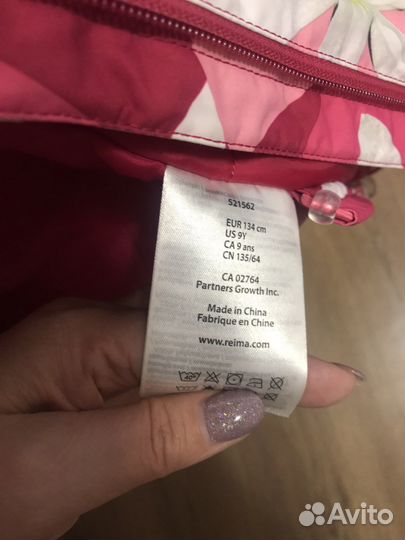 521562
EUR 134 cm
US 9Y
CA 9 ans
CN 135/64
CA 02764
Partners Growth Inc.
Made in China
Fabrique en Chine
www.reima.com
Avito